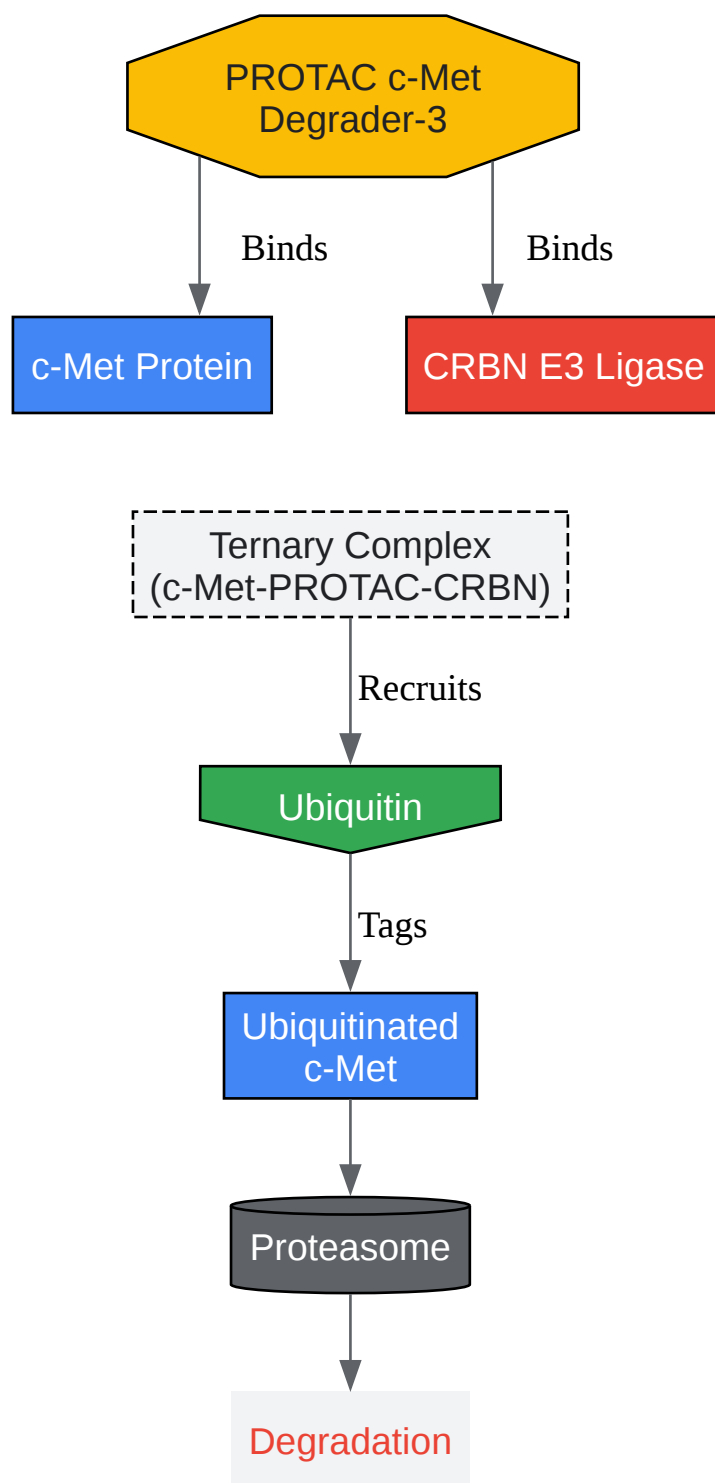 PROTAC c-Met
Degrader-3
Binds
Binds
c-Met Protein
CRBN E3 Ligase
Ternary Complex
(c-Met-PROTAC-CRBN)
Recruits
Ubiquitin
Tags
Ubiquitinated
c-Met
Proteasome
Degradation